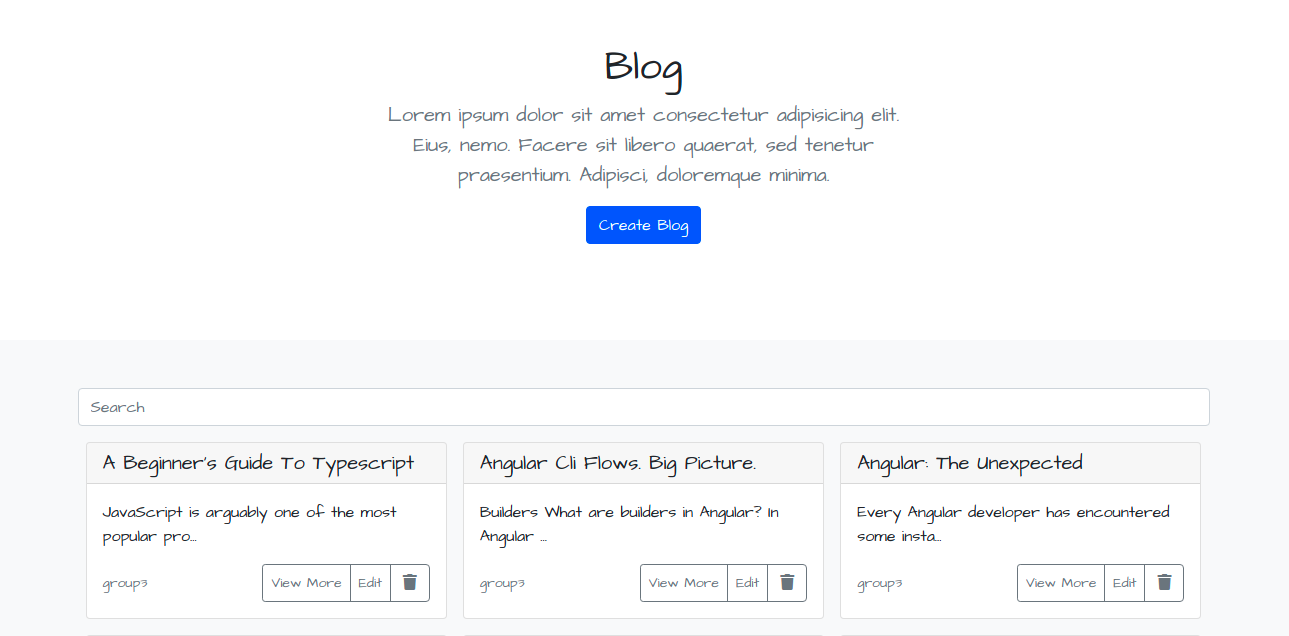 Blog
Lorem ipsum dolor sit amet consectetur adipisicing elit.
Eius, nemo. Facere sit libero quaerat, sed tenetur
praesentium. Adipisci, doloremque minima.
Create Blog
Search
A Beginner's Guide To Typescript
JavaScript is arguably one of the most
popular pro...
group3
View More
Edit
Angular Cli Flows. Big Picture.
Builders What are builders in Angular? In
Angular ...
group3
View More
Edit
Angular: The Unexpected
Every Angular developer has encountered
some insta...
group3
View More
Edit